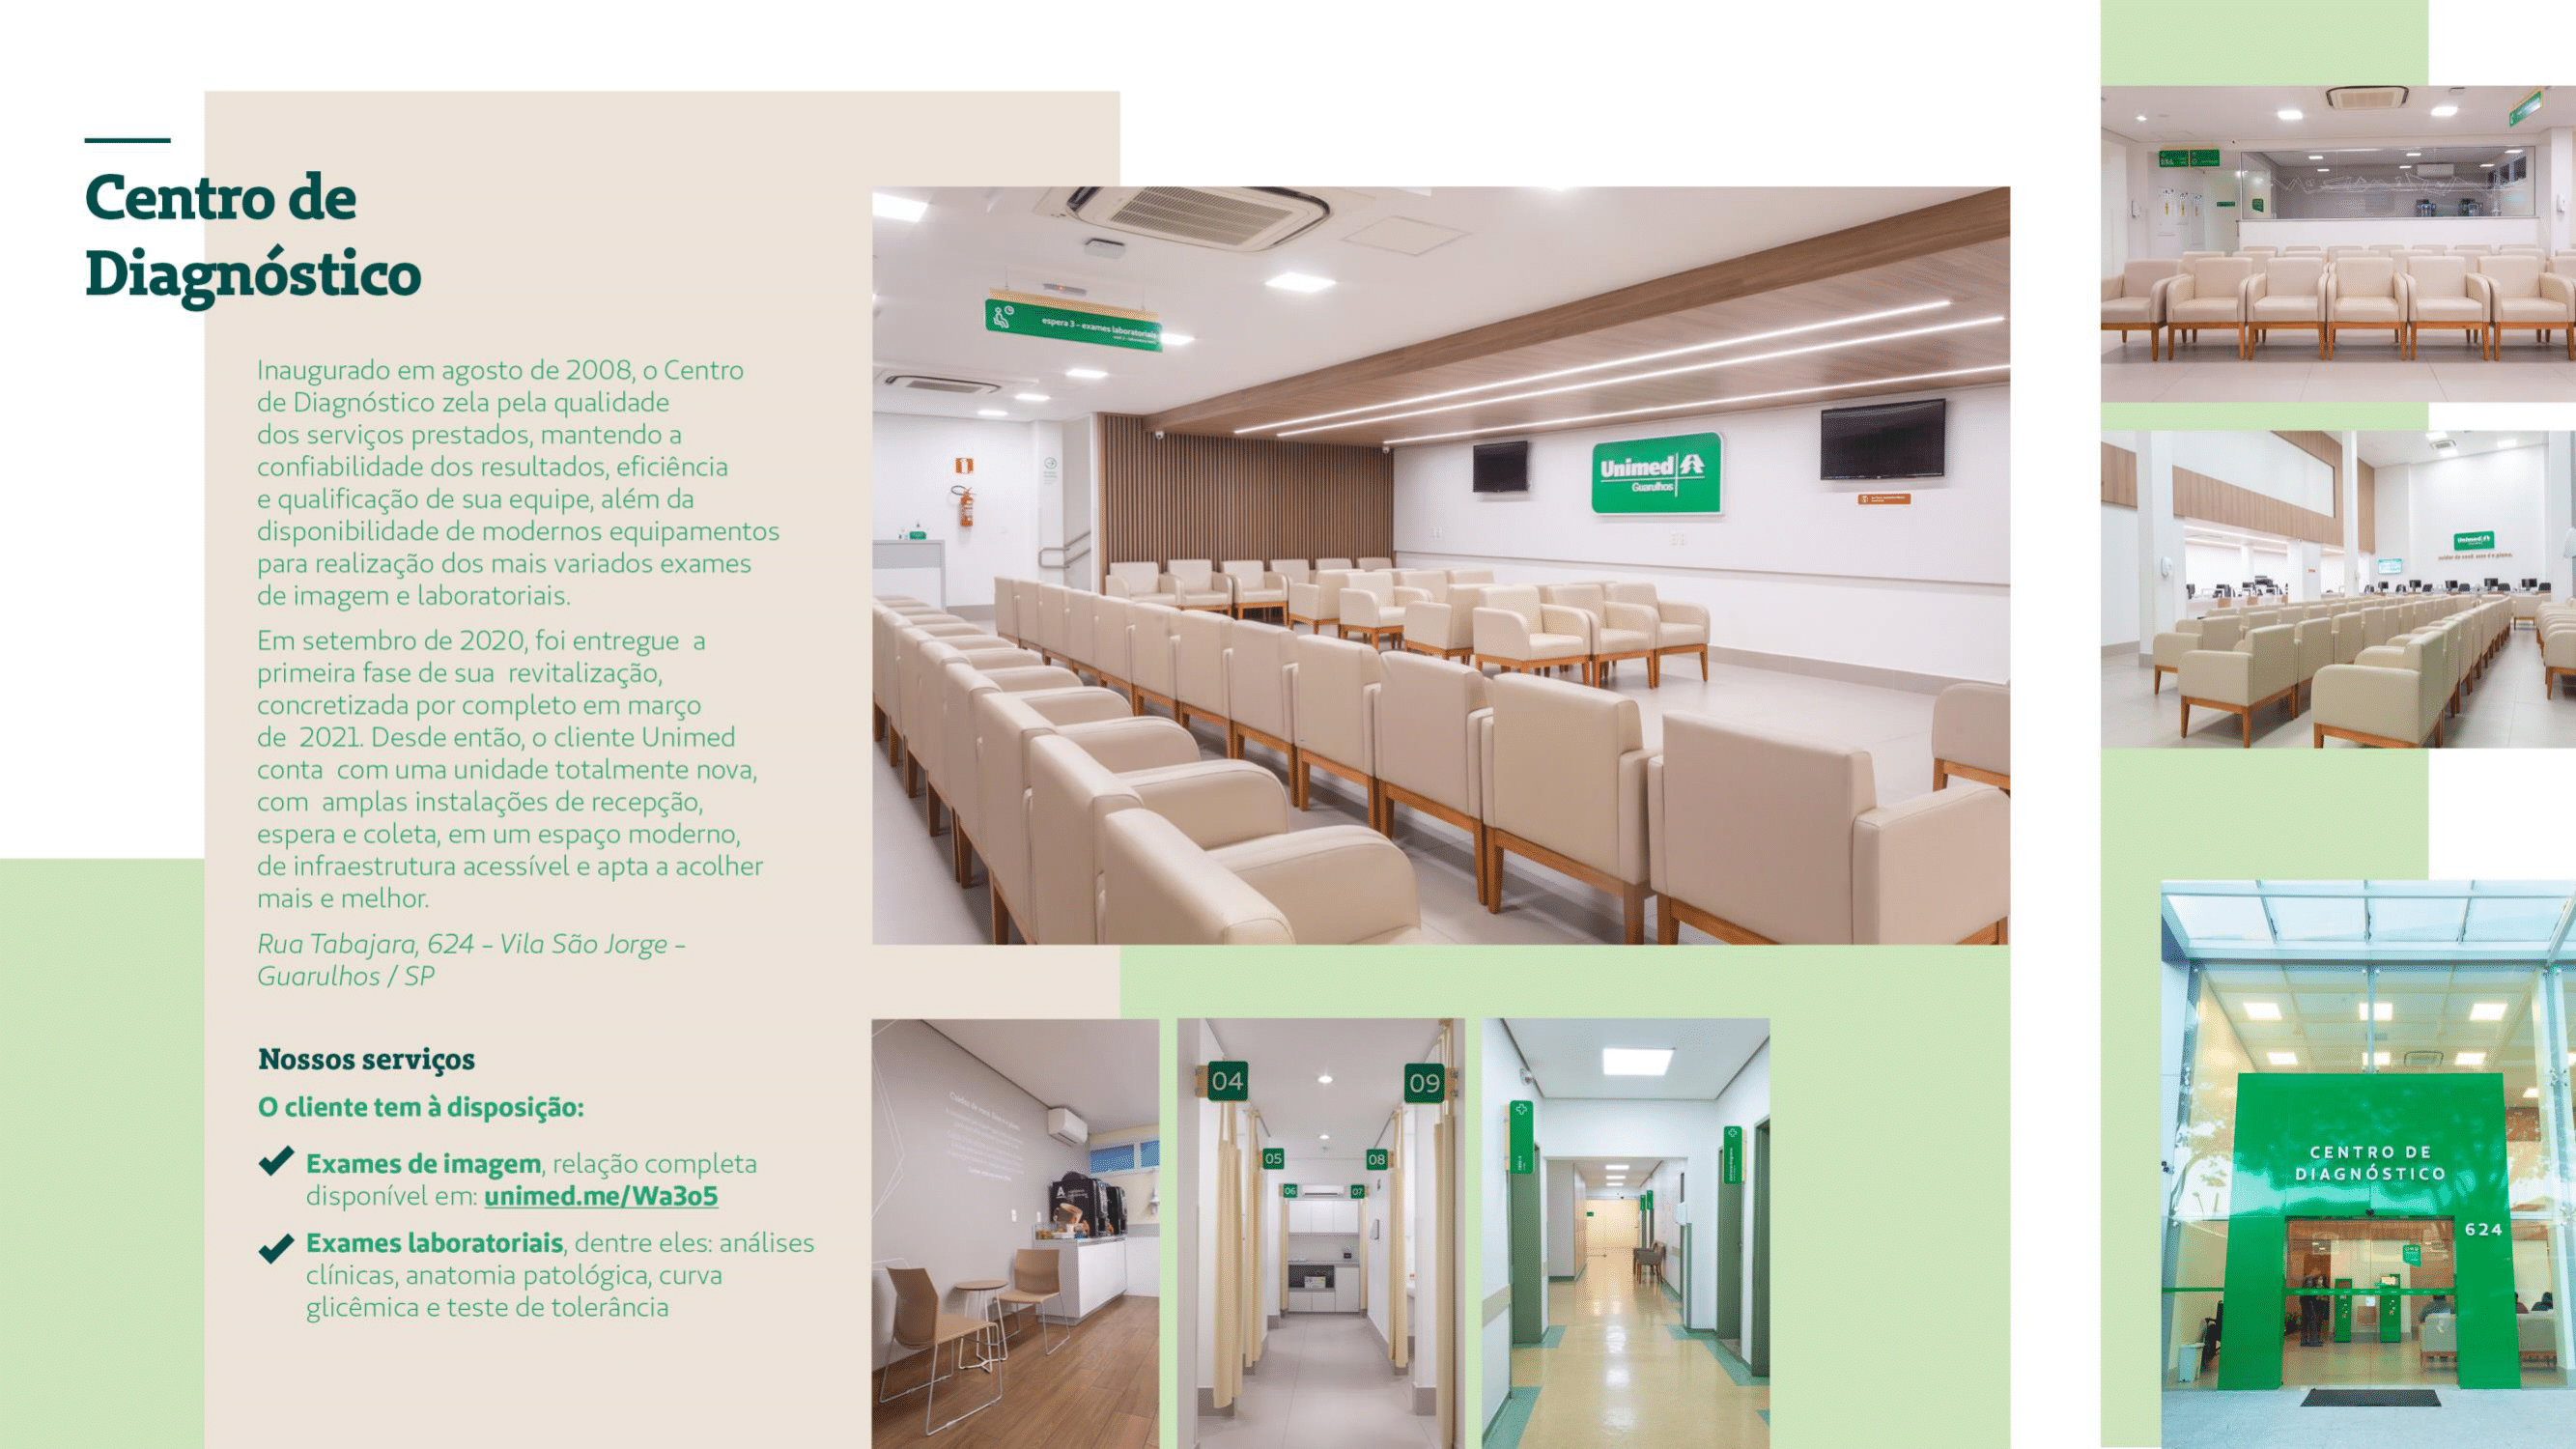 Centro de
Diagnóstico
Inaugurado em agosto de 2008, o Centro
de Diagnóstico zela pela qualidade
dos serviços prestados, mantendo a
confiabilidade dos resultados, eficiência
e qualificação de sua equipe, além da
disponibilidade de modernos equipamentos
para realização dos mais variados exames
de imagem e laboratoriais.
Em setembro de 2020, foi entregue a
primeira fase de sua revitalização,
concretizada por completo em março
de 2021. Desde então, o cliente Unimed
conta com uma unidade totalmente nova,
com amplas instalações de recepção,
espera e coleta, em um espaço moderno,
de infraestrutura acessível e apta a acolher
mais e melhor.
Rua Tabajara, 624 – Vila São Jorge –
Guarulhos / SP
Nossos serviços
O cliente tem à disposição:
Exames de imagem, relação completa
disponível em: unimed.me/Wa3o5
Exames laboratoriais, dentre eles: análises
clínicas, anatomia patológica, curva
glicêmica e teste de tolerância
espera 3 - exames laboratoriais
Unimed
Guarulhos
04
09
05
08
06
07
Unimed
CENTRO DE
DIAGNÓSTICO
624